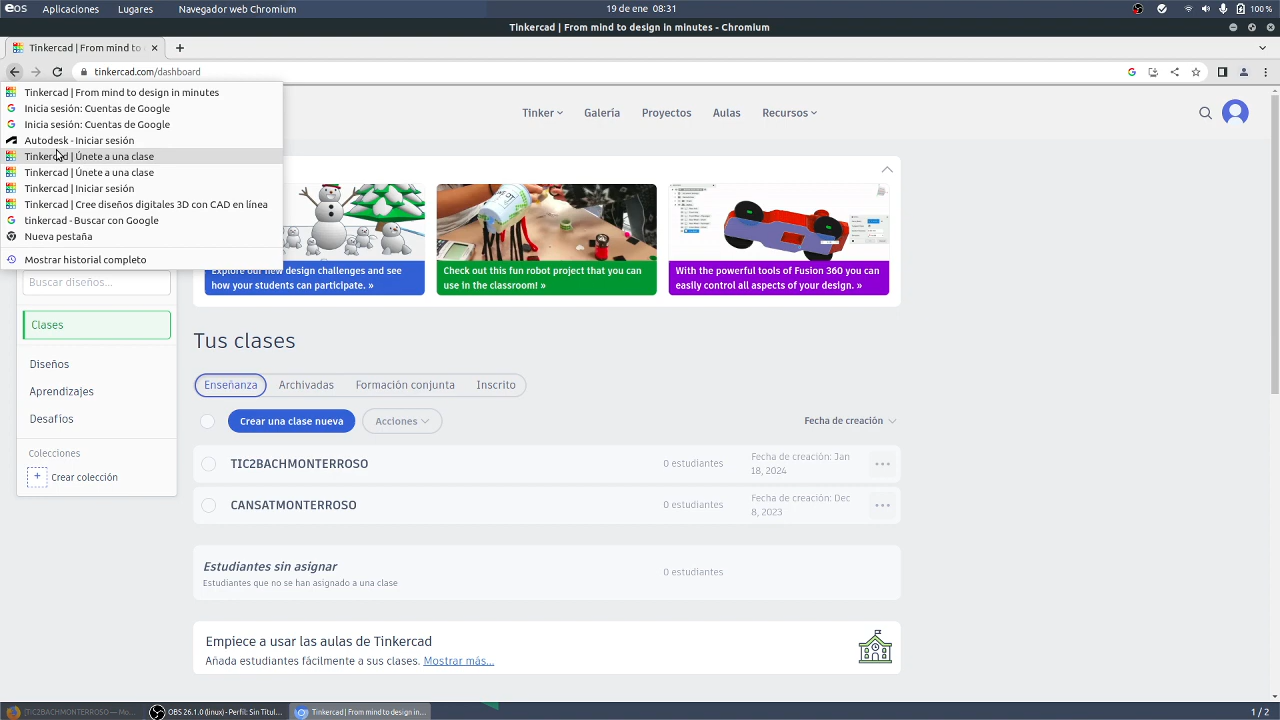 eOS Aplicaciones Lugares Navegador web Chromium 19 de ene 08:31 100 %
Tinkercad | From mind to design in minutes - Chromium
Tinkercad | From mind to
tinkercad.com/dashboard
Tinkercad | From mind to design in minutes
Inicia sesión: Cuentas de Google
Inicia sesión: Cuentas de Google
Autodesk - Iniciar sesión
Tinkercad | Únete a una clase
Tinkercad | Únete a una clase
Tinkercad | Iniciar sesión
Tinkercad | Cree diseños digitales 3D con CAD en línea
tinkercad - Buscar con Google
Nueva pestaña
Mostrar historial completo
Tinker Galería Proyectos Aulas Recursos
Explore our new design challenges and see
how your students can participate. »
Check out this fun robot project that you can
use in the classroom! »
With the powerful tools of Fusion 360 you can
easily control all aspects of your design. »
Buscar diseños...
Clases
Diseños
Aprendizajes
Desafíos
Colecciones
+ Crear colección
Tus clases
Enseñanza Archivadas Formación conjunta Inscrito
Crear una clase nueva Acciones Fecha de creación
TIC2BACHMONTERROSO 0 estudiantes Fecha de creación: Jan
18, 2024
CANSATMONTERROSO 0 estudiantes Fecha de creación: Dec
8, 2023
Estudiantes sin asignar 0 estudiantes
Estudiantes que no se han asignado a una clase
Empiece a usar las aulas de Tinkercad
Añada estudiantes fácilmente a sus clases. Mostrar más...
[TIC2BACHMONTERROSO — Mo... OBS 26.1.0 (linux) - Perfil: Sin Títul... Tinkercad | From mind to design in... 1 / 2